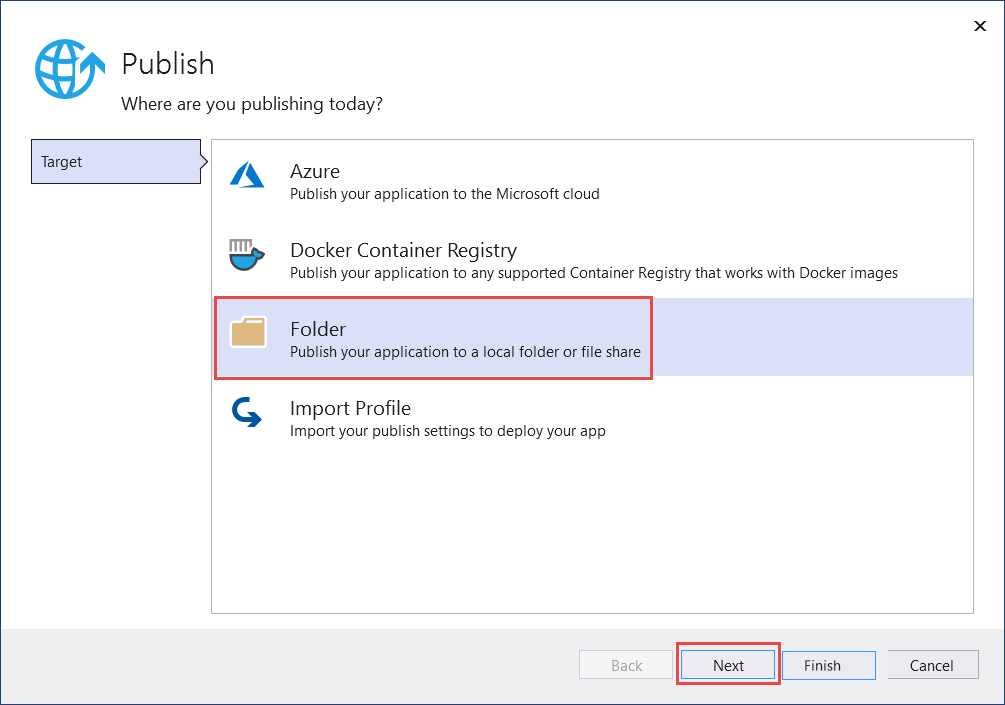 Publish
Where are you publishing today?
Target
Azure
Publish your application to the Microsoft cloud
Docker Container Registry
Publish your application to any supported Container Registry that works with Docker images
Folder
Publish your application to a local folder or file share
Import Profile
Import your publish settings to deploy your app
Back Next Finish Cancel